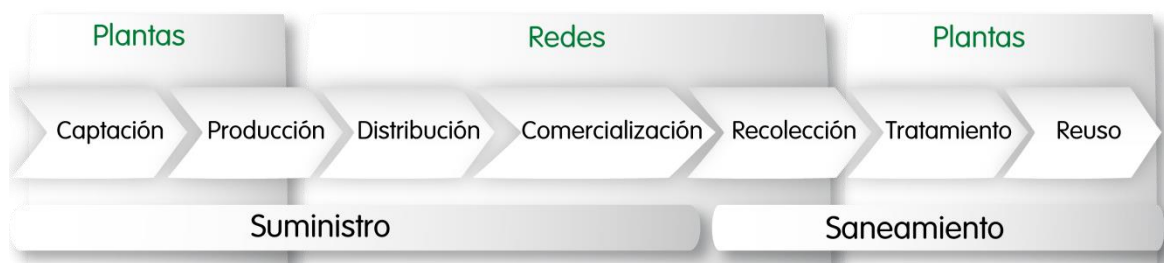 Plantas
Redes
Plantas
Captación
Producción
Distribución
Comercialización
Recolección
Tratamiento
Reuso
Suministro
Saneamiento